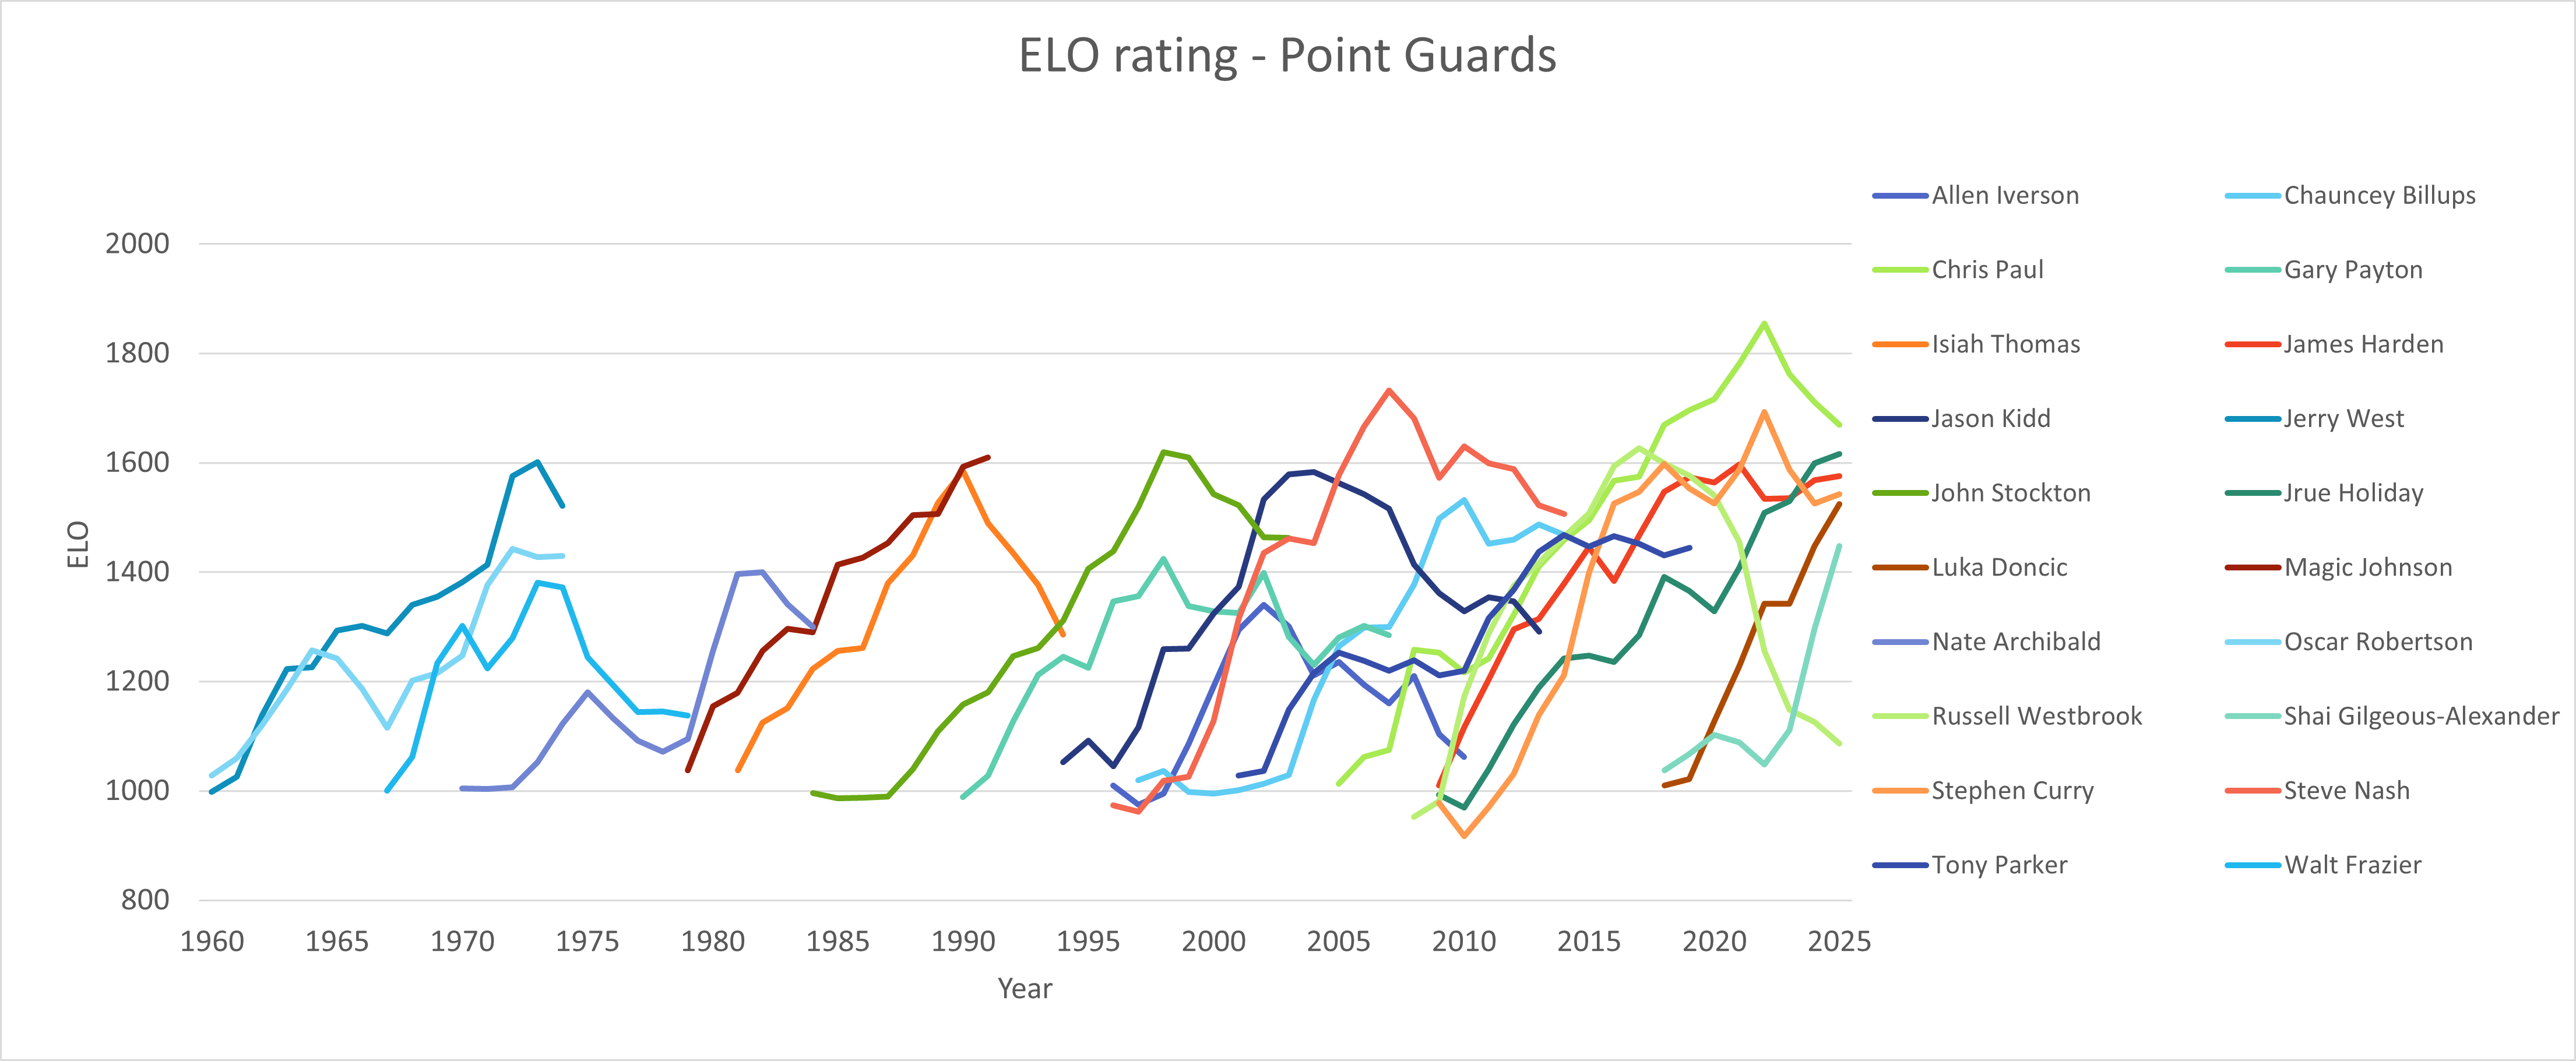 ELO rating - Point Guards
2000
1800
1600
1400
1200
1000
800
ELO
1960 1965 1970 1975 1980 1985 1990 1995 2000 2005 2010 2015 2020 2025
Year
Allen Iverson Chauncey Billups
Chris Paul Gary Payton
Isiah Thomas James Harden
Jason Kidd Jerry West
John Stockton Jrue Holiday
Luka Doncic Magic Johnson
Nate Archibald Oscar Robertson
Russell Westbrook Shai Gilgeous-Alexander
Stephen Curry Steve Nash
Tony Parker Walt Frazier